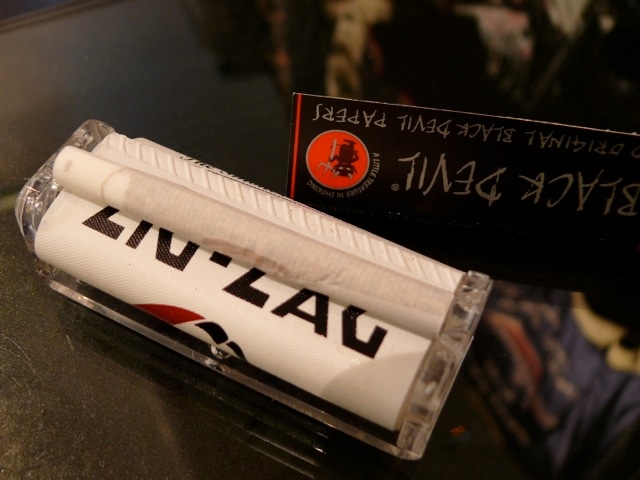 ZIG-ZAG
BLACK DEVIL®
ORIGINAL BLACK DEVIL PAPERS
A LITTLE TREASURE IN SMOKING